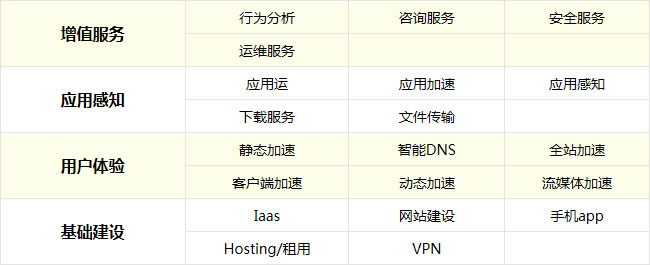 增值服务
行为分析 咨询服务 安全服务
运维服务
应用感知
应用运 应用加速 应用感知
下载服务 文件传输
用户体验
静态加速 智能DNS 全站加速
客户端加速 动态加速 流媒体加速
基础建设
Iaas 网站建设 手机app
Hosting/租用 VPN